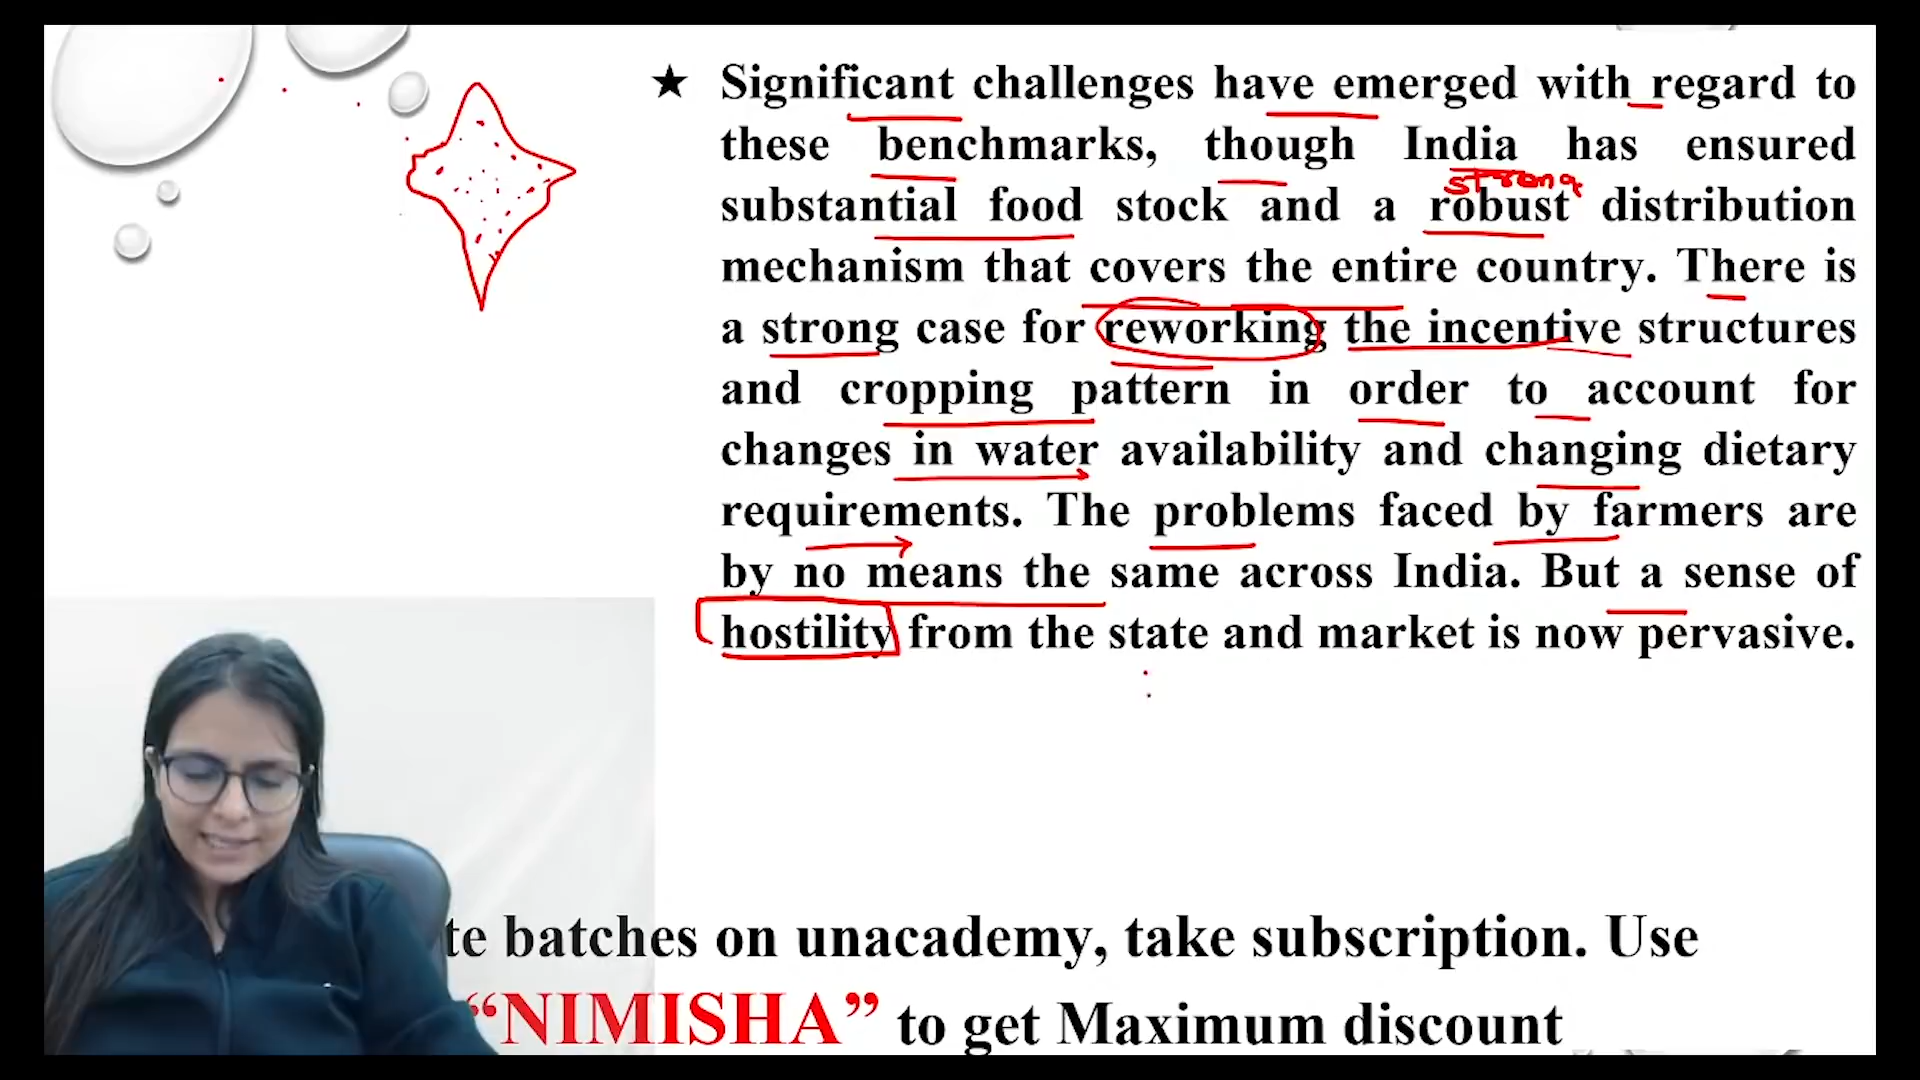 ★ Significant challenges have emerged with regard to
these benchmarks, though India has ensured
strong
substantial food stock and a robust distribution
mechanism that covers the entire country. There is
a strong case for reworking the incentive structures
and cropping pattern in order to account for
changes in water availability and changing dietary
requirements. The problems faced by farmers are
by no means the same across India. But a sense of
hostility from the state and market is now pervasive.
batches on unacademy, take subscription. Use
“NIMISHA” to get Maximum discount